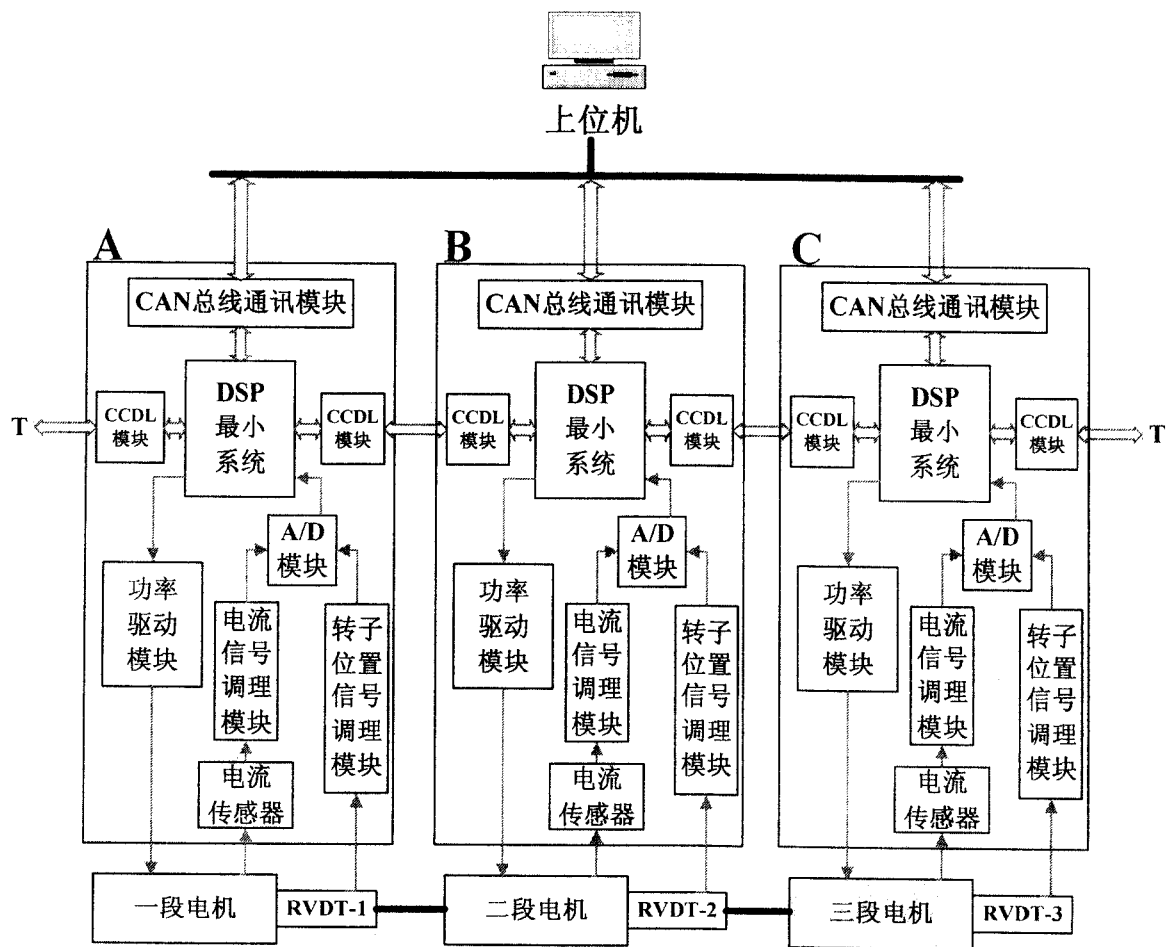 上位机
A
CAN总线通讯模块
T
CCDL
模块
DSP
最小
系统
CCDL
模块
A/D
模块
功率
驱动
模块
电流
信号
调理
模块
转子
位置
信号
调理
模块
电流
传感器
一段电机
RVDT-1
B
CAN总线通讯模块
CCDL
模块
DSP
最小
系统
CCDL
模块
A/D
模块
功率
驱动
模块
电流
信号
调理
模块
转子
位置
信号
调理
模块
电流
传感器
二段电机
RVDT-2
C
CAN总线通讯模块
CCDL
模块
DSP
最小
系统
CCDL
模块
T
A/D
模块
功率
驱动
模块
电流
信号
调理
模块
转子
位置
信号
调理
模块
电流
传感器
三段电机
RVDT-3